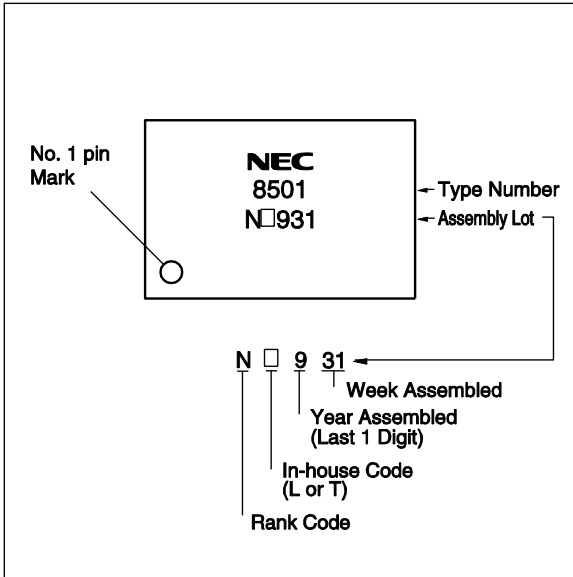 No. 1 pin
Mark
NEC
8501
N□931
Type Number
Assembly Lot
N □ 9 31
Week Assembled
Year Assembled
(Last 1 Digit)
In-house Code
(L or T)
Rank Code